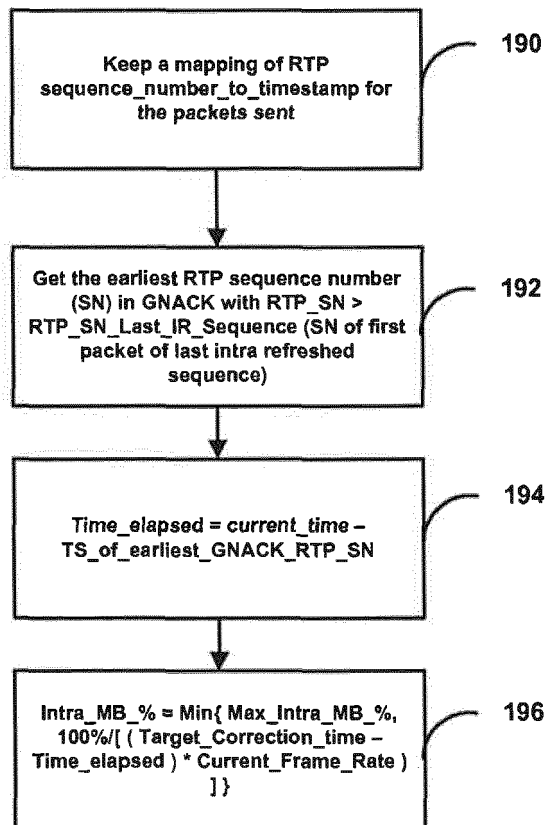 Keep a mapping of RTP
sequence_number_to_timestamp for
the packets sent
190
Get the earliest RTP sequence number
(SN) in GNACK with RTP_SN >
RTP_SN_Last_IR_Sequence (SN of first
packet of last intra refreshed
sequence)
192
Time_elapsed = current_time –
TS_of_earliest_GNACK_RTP_SN
194
Intra_MB_% = Min{ Max_Intra_MB_%,
100%/[ ( Target_Correction_time –
Time_elapsed ) * Current_Frame_Rate )
] }
196